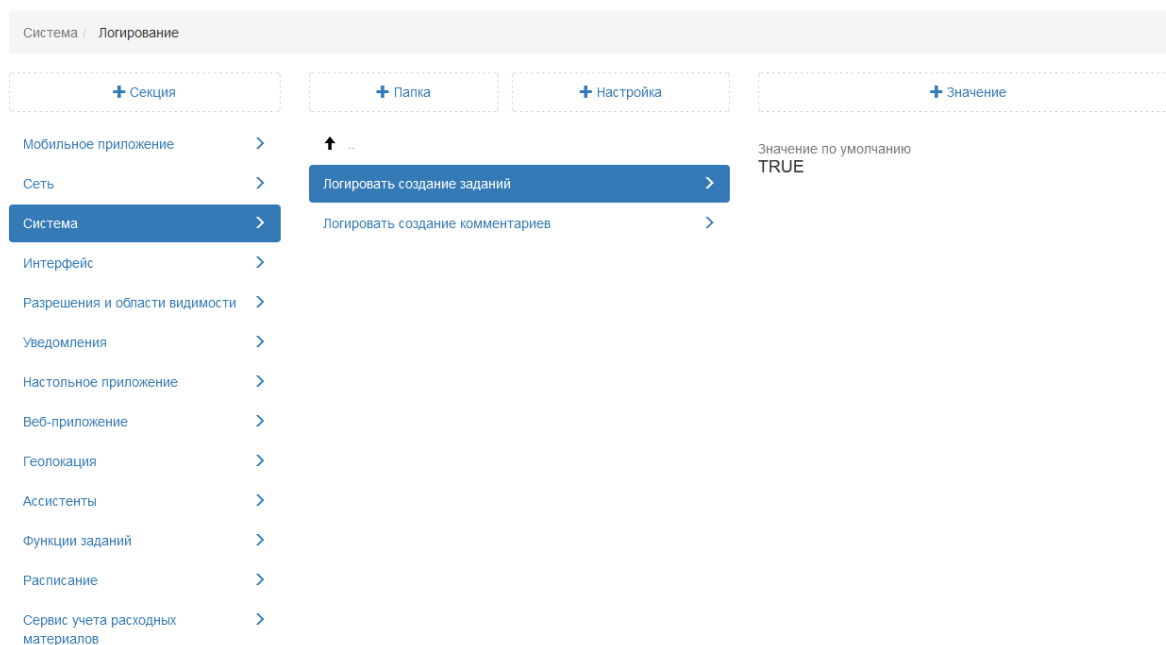 Система / Логирование
+ Секция
+ Папка
+ Настройка
+ Значение
Мобильное приложение
Сеть
Система
Интерфейс
Разрешения и области видимости
Уведомления
Настольное приложение
Веб-приложение
Геолокация
Ассистенты
Функции заданий
Расписание
Сервис учета расходных
материалов
..
Логировать создание заданий
Логировать создание комментариев
Значение по умолчанию
TRUE